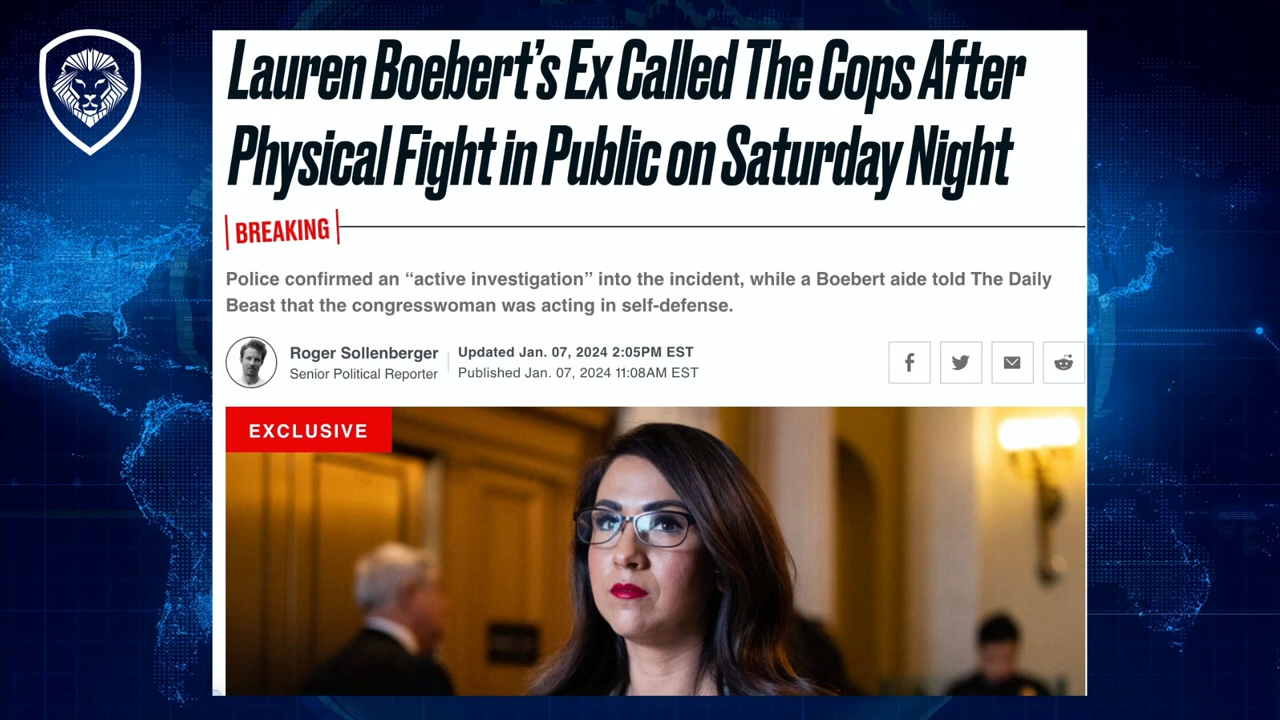 Lauren Boebert’s Ex Called The Cops After
Physical Fight in Public on Saturday Night
BREAKING
Police confirmed an “active investigation” into the incident, while a Boebert aide told The Daily
Beast that the congresswoman was acting in self-defense.
Roger Sollenberger
Senior Political Reporter
Updated Jan. 07, 2024 2:05PM EST
Published Jan. 07, 2024 11:08AM EST
EXCLUSIVE